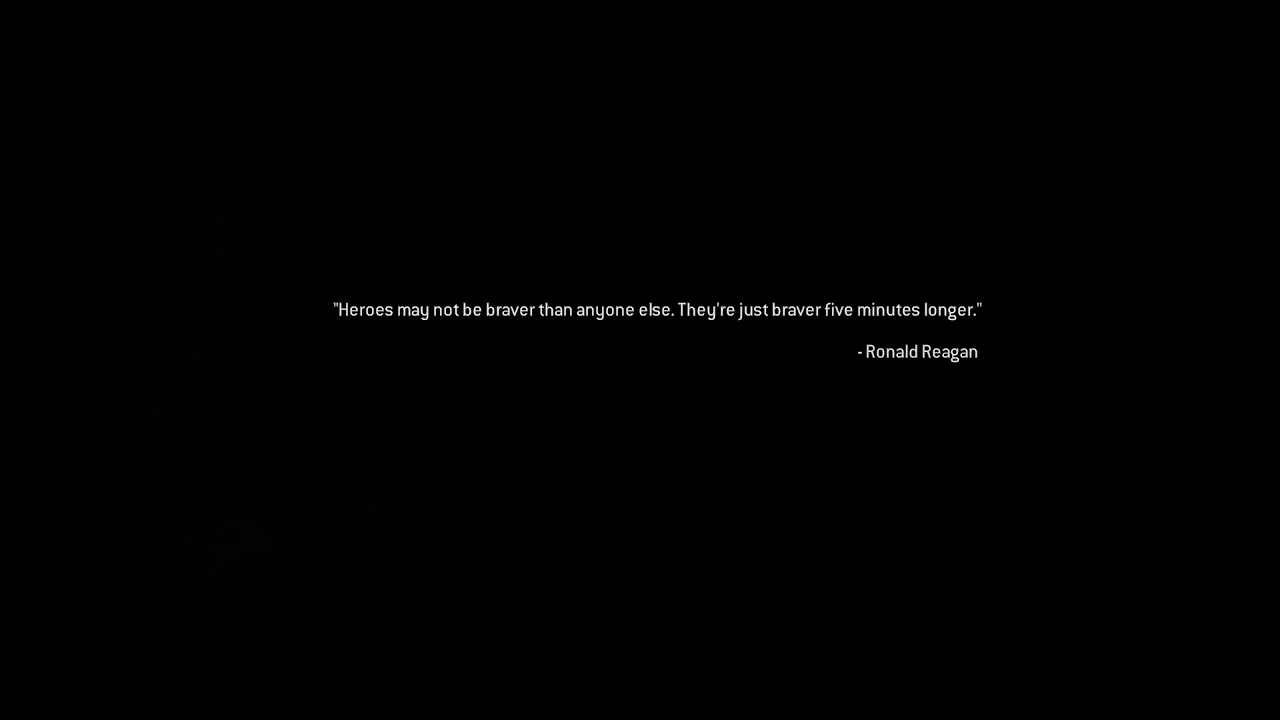 "Heroes may not be braver than anyone else. They're just braver five minutes longer."
- Ronald Reagan